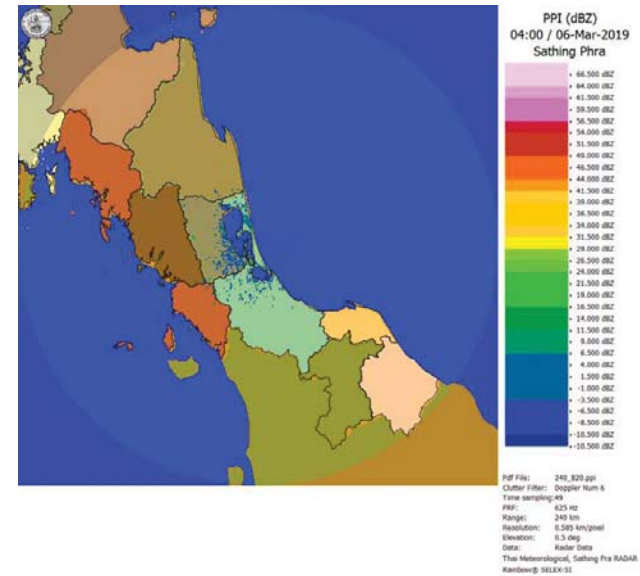 PPI (dBZ)
04:00 / 06-Mar-2019
Sathing Phra
66.500 dBZ
64.000 dBZ
61.500 dBZ
59.500 dBZ
56.500 dBZ
54.000 dBZ
51.500 dBZ
49.000 dBZ
46.500 dBZ
44.000 dBZ
41.500 dBZ
39.000 dBZ
36.500 dBZ
34.000 dBZ
31.500 dBZ
29.000 dBZ
26.500 dBZ
24.000 dBZ
21.500 dBZ
19.000 dBZ
16.500 dBZ
14.000 dBZ
11.500 dBZ
9.000 dBZ
6.500 dBZ
4.000 dBZ
1.500 dBZ
-1.000 dBZ
-3.500 dBZ
-6.500 dBZ
-8.500 dBZ
-10.500 dBZ
Pdf File: 240_820.ppi
Clutter Filter: Doppler Num 6
Time sampling: 49
PRF: 625 Hz
Range: 240 km
Resolution: 0.585 km/pixel
Elevation: 0.5 deg
Data: Radar Data
Thai Meteorological, Sathing Pra RADAR
Rainbow® SELEX-SI